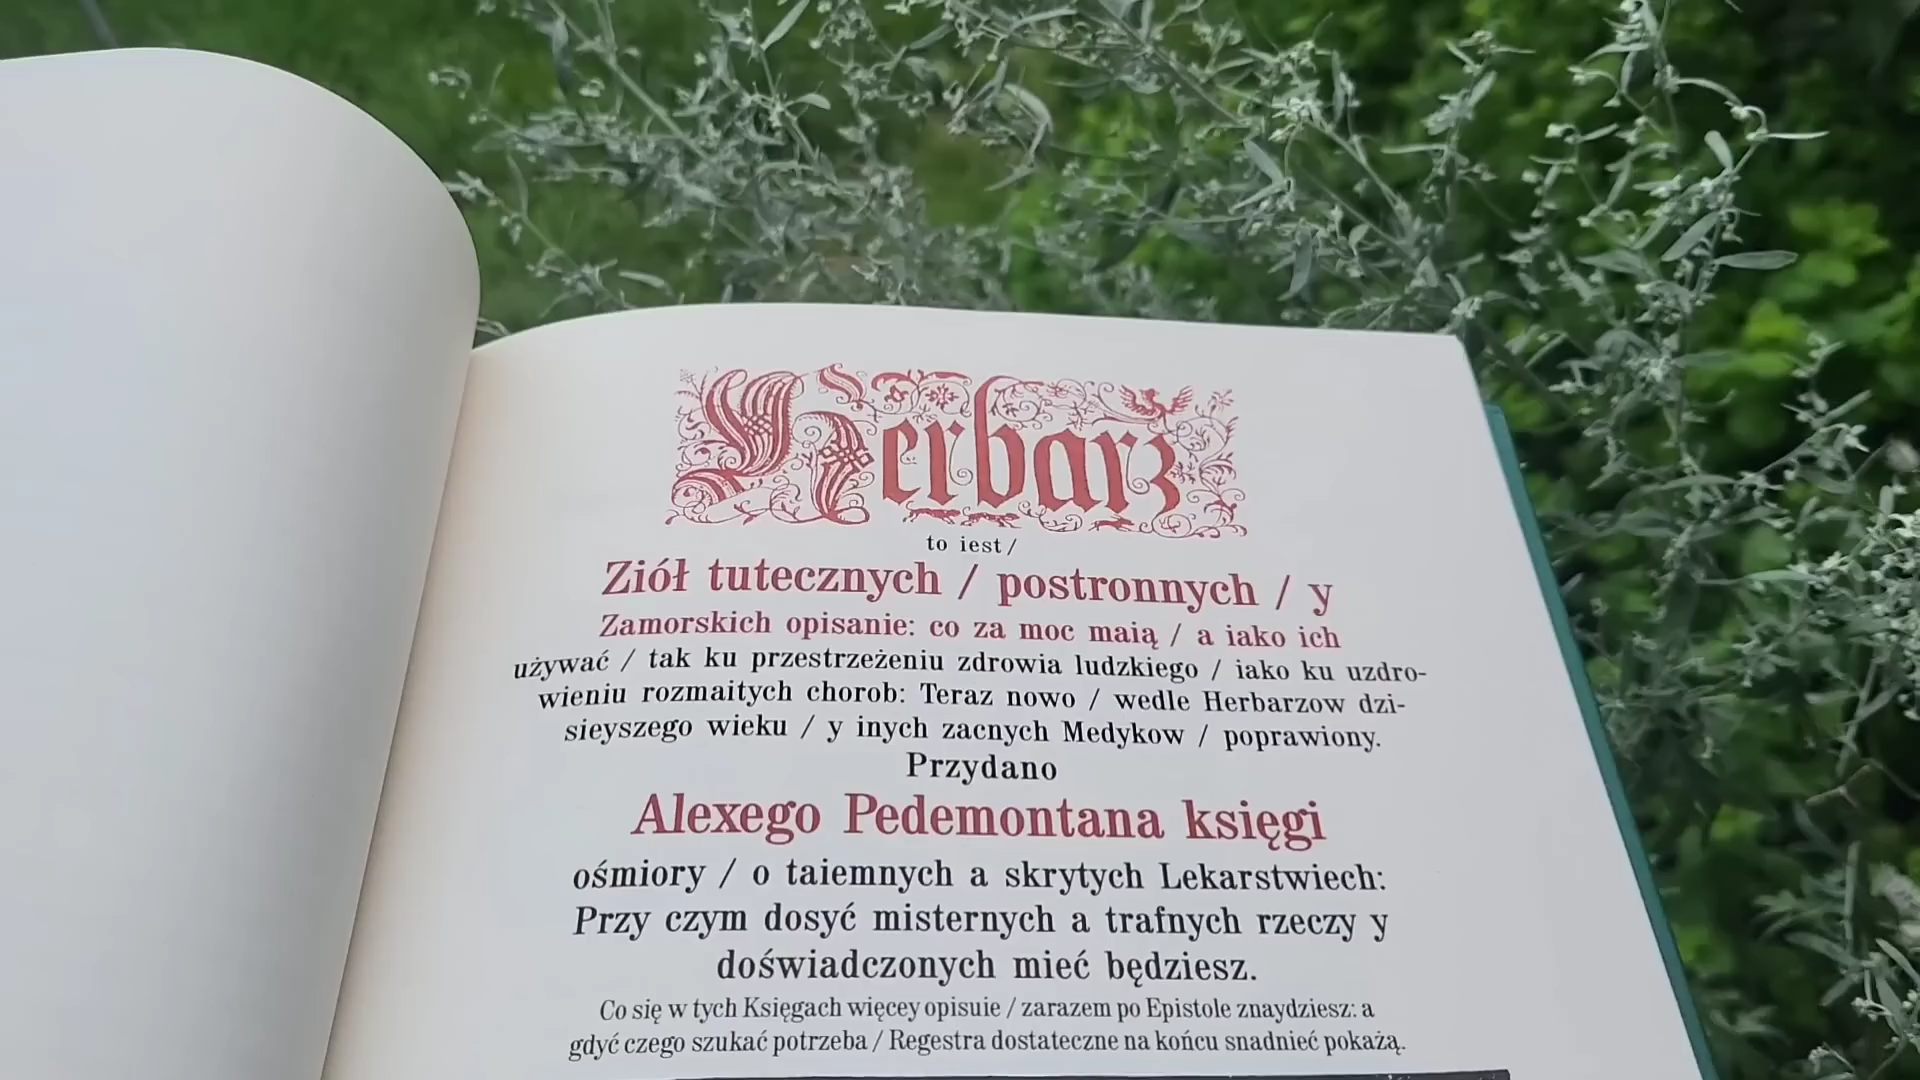 Herbarz
to iest/
Ziół tutecznych / postronnych / y
Zamorskich opisanie: co za moc maią / a iako ich
używać / tak ku przestrzeżeniu zdrowia ludzkiego / iako ku uzdro-
wieniu rozmaitych chorob: Teraz nowo / wedle Herbarzow dzi-
sieyszego wieku / y inych zacnych Medykow / poprawiony.
Przydano
Alexego Pedemontana księgi
ośmiory / o taiemnych a skrytych Lekarstwiech:
Przy czym dosyć misternych a trafnych rzeczy y
doświadczonych mieć będziesz.
Co się w tych Księgach więcey opisuie / zarazem po Epistole znaydziesz: a
gdyć czego szukać potrzeba / Regestra dostateczne na końcu snadnieć pokażą.